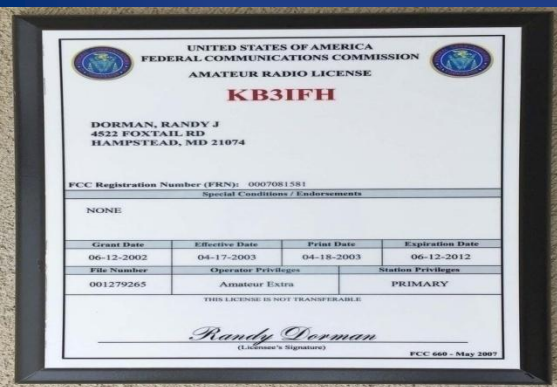 UNITED STATES OF AMERICA
FEDERAL COMMUNICATIONS COMMISSION
AMATEUR RADIO LICENSE
KB3IFH
DORMAN, RANDY J
4522 FOXTAIL RD
HAMPSTEAD, MD 21074
FCC Registration Number (FRN): 0007081581
Special Conditions / Endorsements
NONE
Grant Date Effective Date Print Date Expiration Date
06-12-2002 04-17-2003 04-18-2003 06-12-2012
File Number Operator Privileges Station Privileges
001279265 Amateur Extra PRIMARY
THIS LICENSE IS NOT TRANSFERABLE
Randy Dorman
(Licensee's Signature)
FCC 660 - May 2007